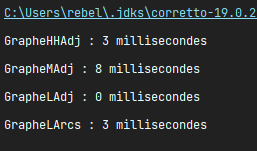 C:\Users\rebel\.jdks\corretto-19.0.2
GrapheHHAdj : 3 millisecondes
GrapheMAdj : 8 millisecondes
GrapheLAdj : 0 millisecondes
GrapheLArcs : 3 millisecondes